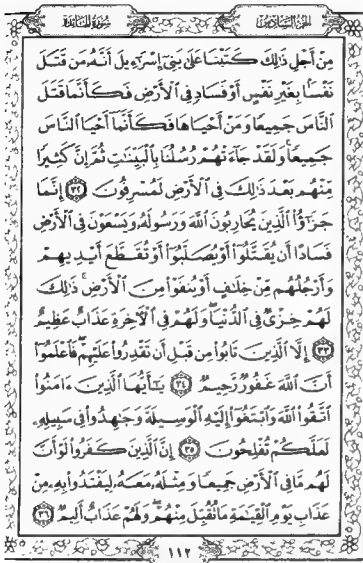 الجزء السادس
سورة المائدة
مِنْ أَجْلِ ذَٰلِكَ كَتَبْنَا عَلَىٰ بَنِي إِسْرَٰٓءِيلَ أَنَّهُۥ مَن قَتَلَ
نَفْسًۢا بِغَيْرِ نَفْسٍ أَوْ فَسَادٍ فِي ٱلْأَرْضِ فَكَأَنَّمَا قَتَلَ
ٱلنَّاسَ جَمِيعًا وَمَنْ أَحْيَاهَا فَكَأَنَّمَآ أَحْيَا ٱلنَّاسَ
جَمِيعًا ۚ وَلَقَدْ جَآءَتْهُمْ رُسُلُنَا بِٱلْبَيِّنَٰتِ ثُمَّ إِنَّ كَثِيرًا
مِّنْهُم بَعْدَ ذَٰلِكَ فِي ٱلْأَرْضِ لَمُسْرِفُونَ ٣٢ إِنَّمَا
جَزَٰٓؤُا۟ ٱلَّذِينَ يُحَارِبُونَ ٱللَّهَ وَرَسُولَهُۥ وَيَسْعَوْنَ فِي ٱلْأَرْضِ
فَسَادًا أَن يُقَتَّلُوٓا۟ أَوْ يُصَلَّبُوٓا۟ أَوْ تُقَطَّعَ أَيْدِيهِمْ
وَأَرْجُلُهُم مِّنْ خِلَٰفٍ أَوْ يُنفَوْا۟ مِنَ ٱلْأَرْضِ ۚ ذَٰلِكَ
لَهُمْ خِزْيٌ فِي ٱلدُّنْيَا ۖ وَلَهُمْ فِي ٱلْأَخِرَةِ عَذَابٌ عَظِيمٌ
٣٣ إِلَّا ٱلَّذِينَ تَابُوا۟ مِن قَبْلِ أَن تَقْدِرُوا۟ عَلَيْهِمْ ۖ فَٱعْلَمُوٓا۟
أَنَّ ٱللَّهَ غَفُورٌ رَّحِيمٌ ٣٤ يَٰٓأَيُّهَا ٱلَّذِينَ ءَامَنُوا۟
ٱتَّقُوا۟ ٱللَّهَ وَٱبْتَغُوٓا۟ إِلَيْهِ ٱلْوَسِيلَةَ وَجَٰهِدُوا۟ فِي سَبِيلِهِۦ
لَعَلَّكُمْ تُفْلِحُونَ ٣٥ إِنَّ ٱلَّذِينَ كَفَرُوا۟ لَوْ أَنَّ
لَهُم مَّا فِي ٱلْأَرْضِ جَمِيعًا وَمِثْلَهُۥ مَعَهُۥ لِيَفْتَدُوا۟ بِهِۦ مِنْ
عَذَابِ يَوْمِ ٱلْقِيَٰمَةِ مَا تُقُبِّلَ مِنْهُمْ ۖ وَلَهُمْ عَذَابٌ أَلِيمٌ ٣٦
١١٣